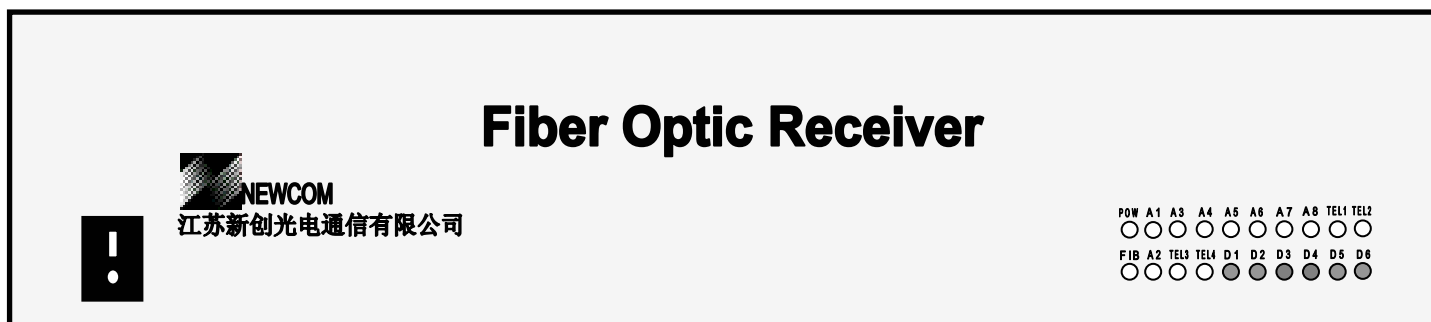 Fiber Optic Receiver
NEWCOM
江苏新创光电通信有限公司
!
POW A1 A3 A4 A5 A6 A7 A8 TEL1 TEL2
FIB A2 TEL3 TEL4 D1 D2 D3 D4 D5 D6